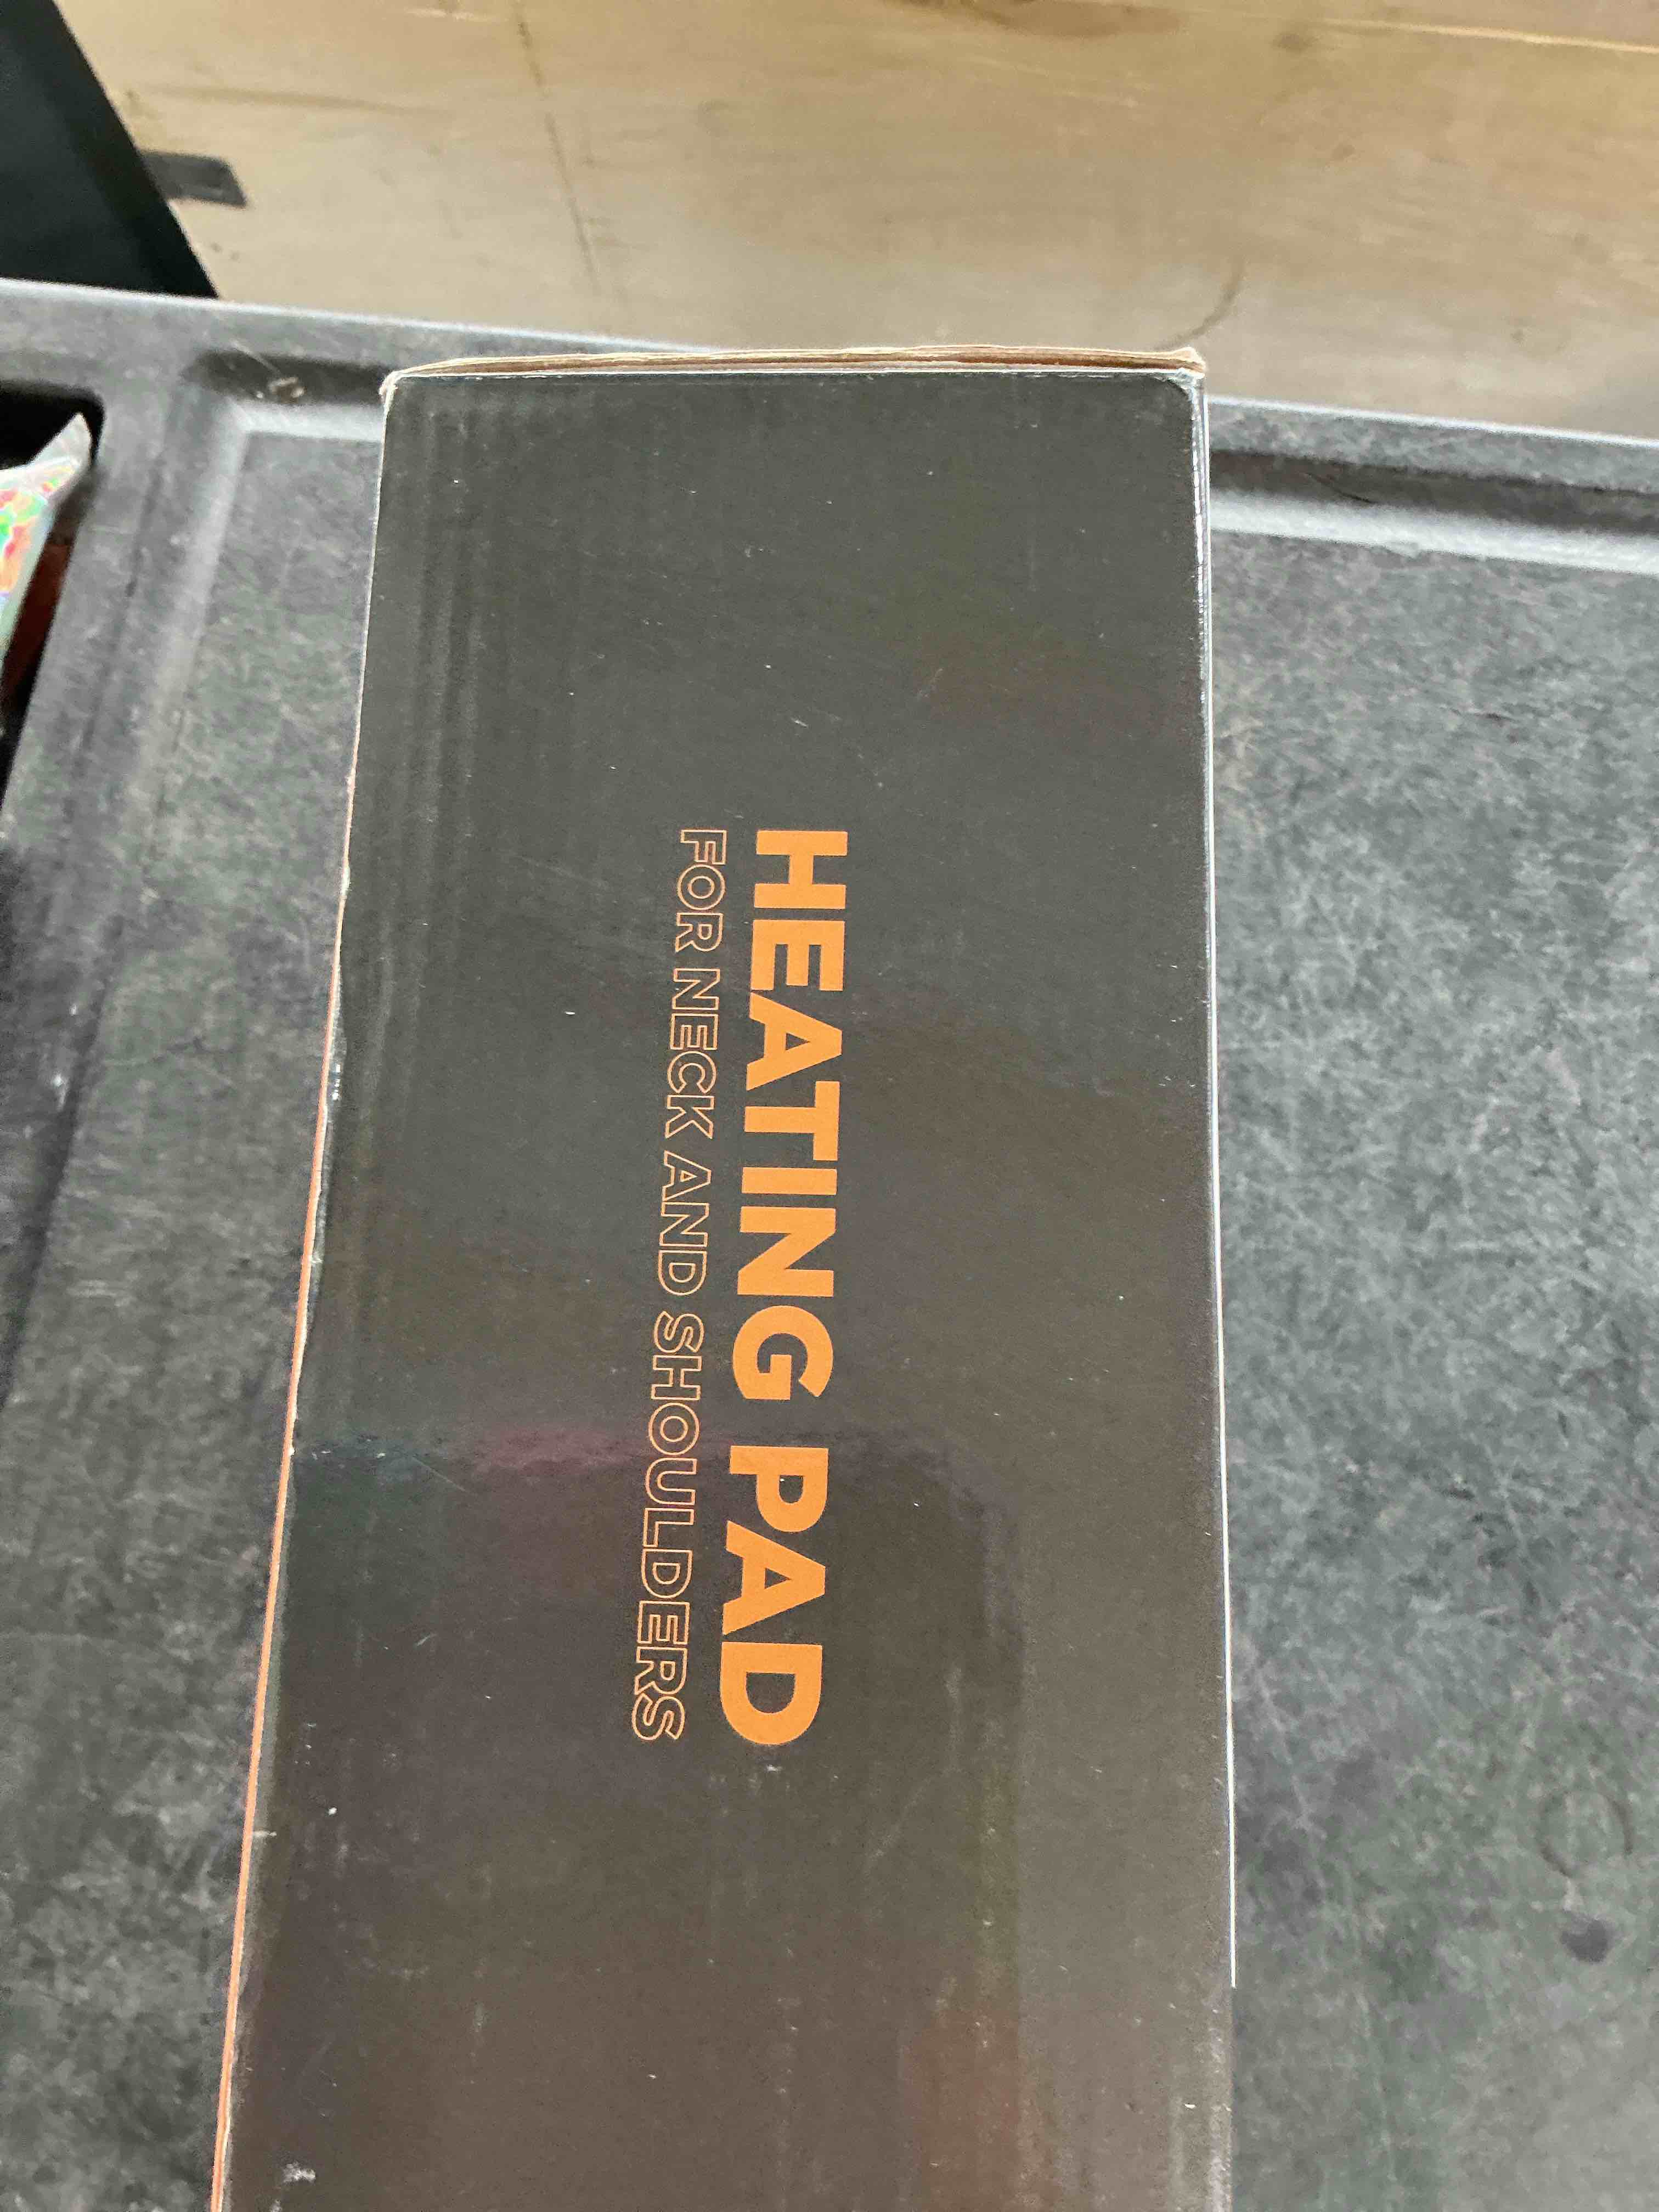 HEATING PAD
FOR NECK AND SHOULDERS